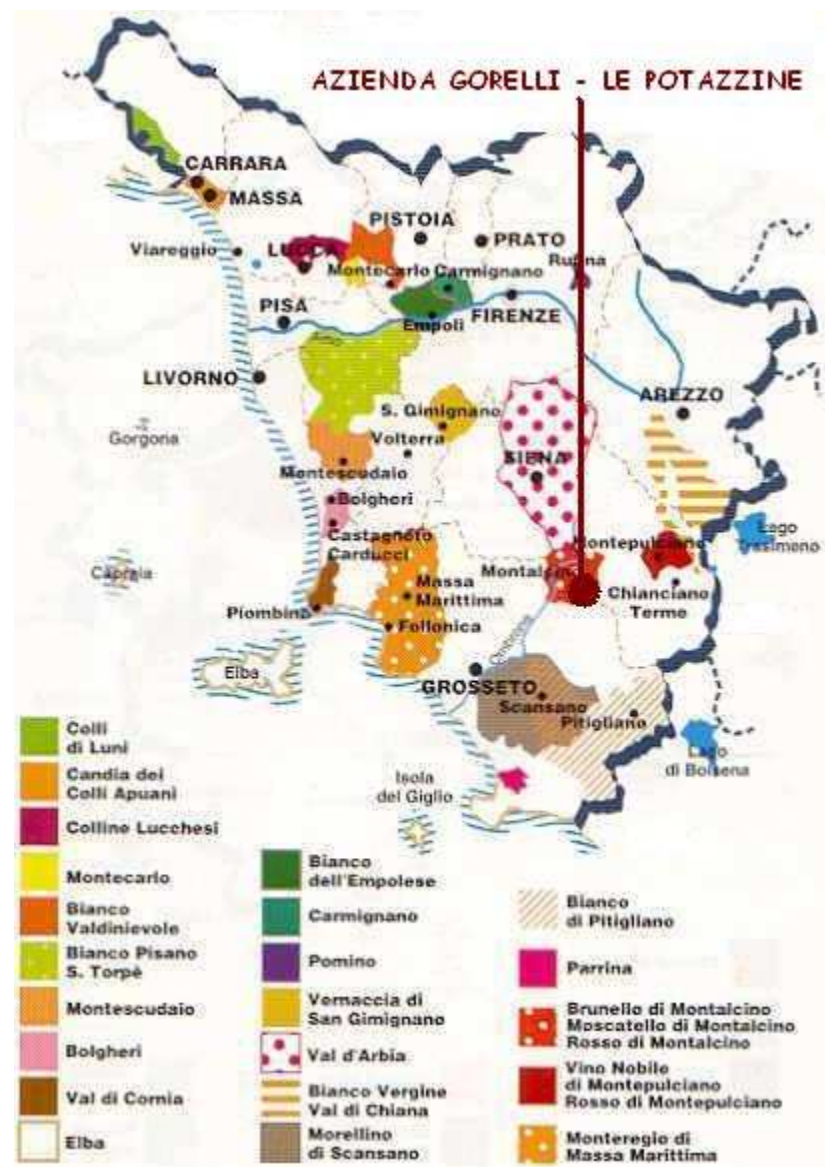 AZIENDA GORELLI - LE POTAZZINE
CARRARA
MASSA
PISTOIA
PRATO
Viareggio
LUCCA
Montecarlo
Carmignano
Rufina
PISA
Empoli
FIRENZE
Arno
LIVORNO
AREZZO
S. Gimignano
Gorgona
Volterra
SIENA
Montescudaio
Bolgheri
Castagneto
Carducci
Lago
Trasimeno
Montepulciano
Capraia
Montalcino
Massa
Marittima
Chianciano
Terme
Piombino
Follonica
Ombrone
Elba
GROSSETO
Scansano
Pitigliano
Lago
di Bolsena
Isola
del Giglio
Colli
di Luni
Candia dei
Colli Apuani
Colline Lucchesi
Montecarlo
Bianco
Valdinievole
Bianco Pisano
S. Torpè
Montescudaio
Bolgheri
Val di Cornia
Elba
Bianco
dell'Empolese
Carmignano
Pomino
Vernaccia di
San Gimignano
Val d'Arbia
Bianco Vergine
Val di Chiana
Morellino
di Scansano
Bianco
di Pitigliano
Parrina
Brunello di Montalcino
Moscatello di Montalcino
Rosso di Montalcino
Vino Nobile
di Montepulciano
Rosso di Montepulciano
Monteregio di
Massa Marittima